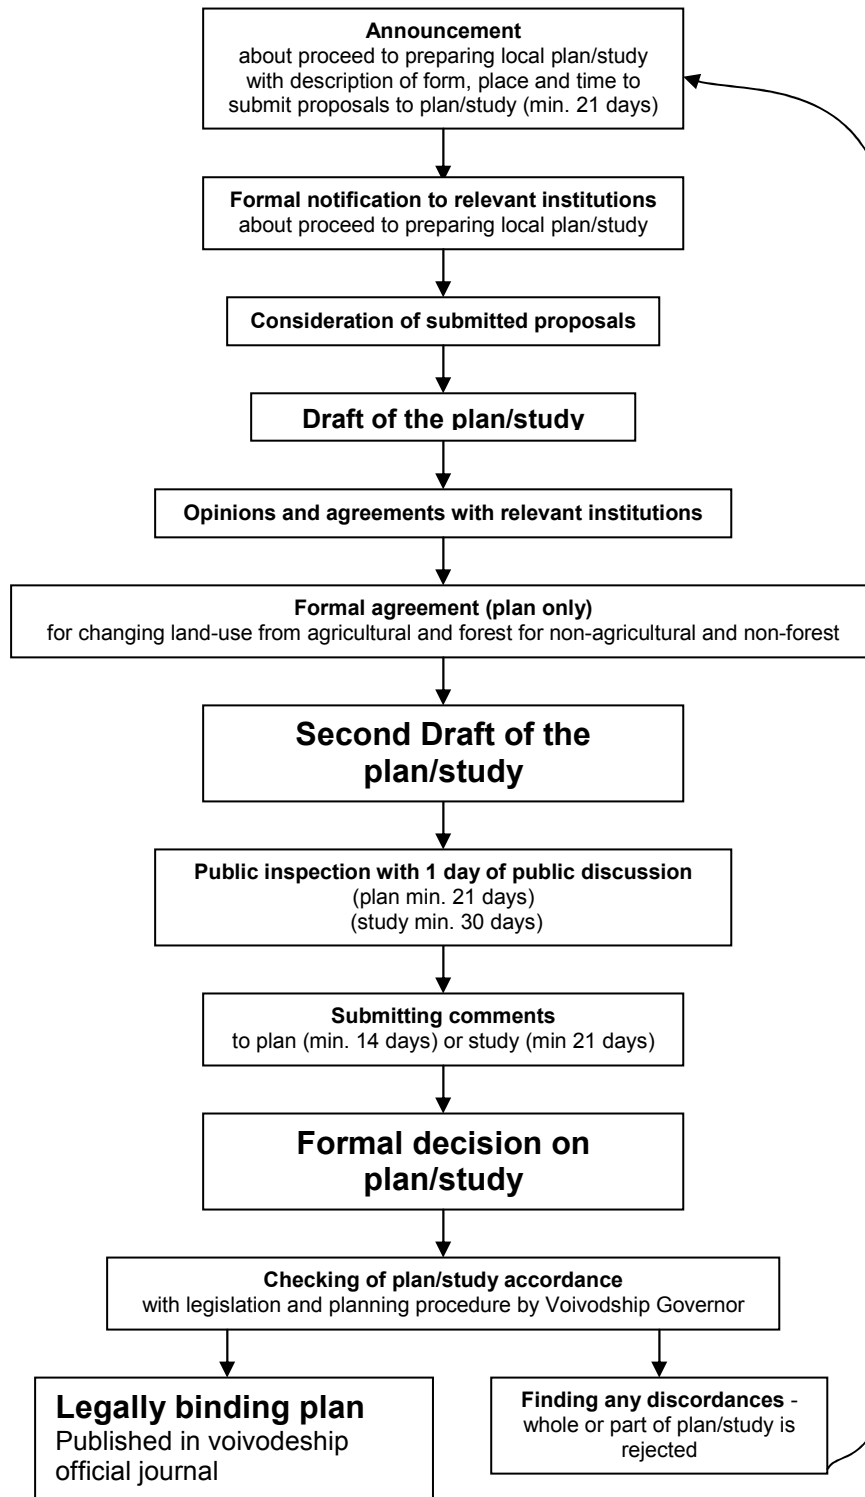 Announcement
about proceed to preparing local plan/study
with description of form, place and time to
submit proposals to plan/study (min. 21 days)
Formal notification to relevant institutions
about proceed to preparing local plan/study
Consideration of submitted proposals
Draft of the plan/study
Opinions and agreements with relevant institutions
Formal agreement (plan only)
for changing land-use from agricultural and forest for non-agricultural and non-forest
Second Draft of the
plan/study
Public inspection with 1 day of public discussion
(plan min. 21 days)
(study min. 30 days)
Submitting comments
to plan (min. 14 days) or study (min 21 days)
Formal decision on
plan/study
Checking of plan/study accordance
with legislation and planning procedure by Voivodship Governor
Legally binding plan
Published in voivodeship
official journal
Finding any discordances -
whole or part of plan/study is
rejected